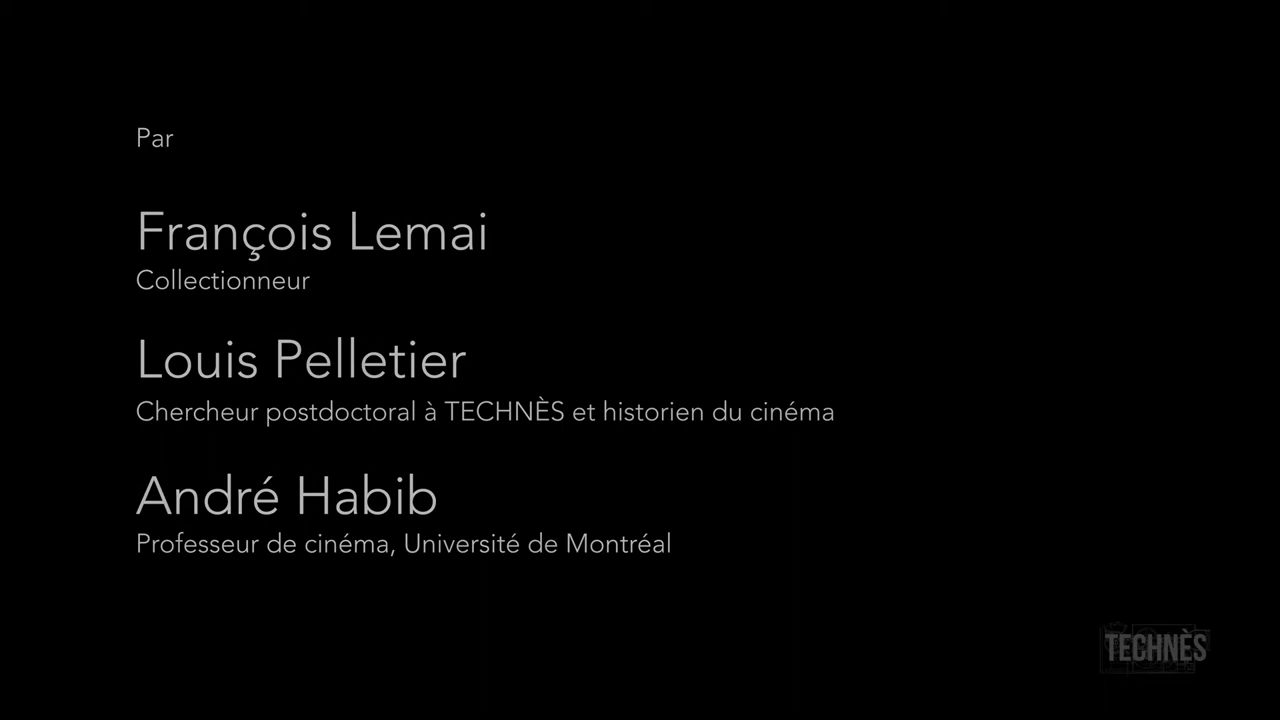 Par
François Lemai
Collectionneur
Louis Pelletier
Chercheur postdoctoral à TECHNÈS et historien du cinéma
André Habib
Professeur de cinéma, Université de Montréal
TECHNÈS